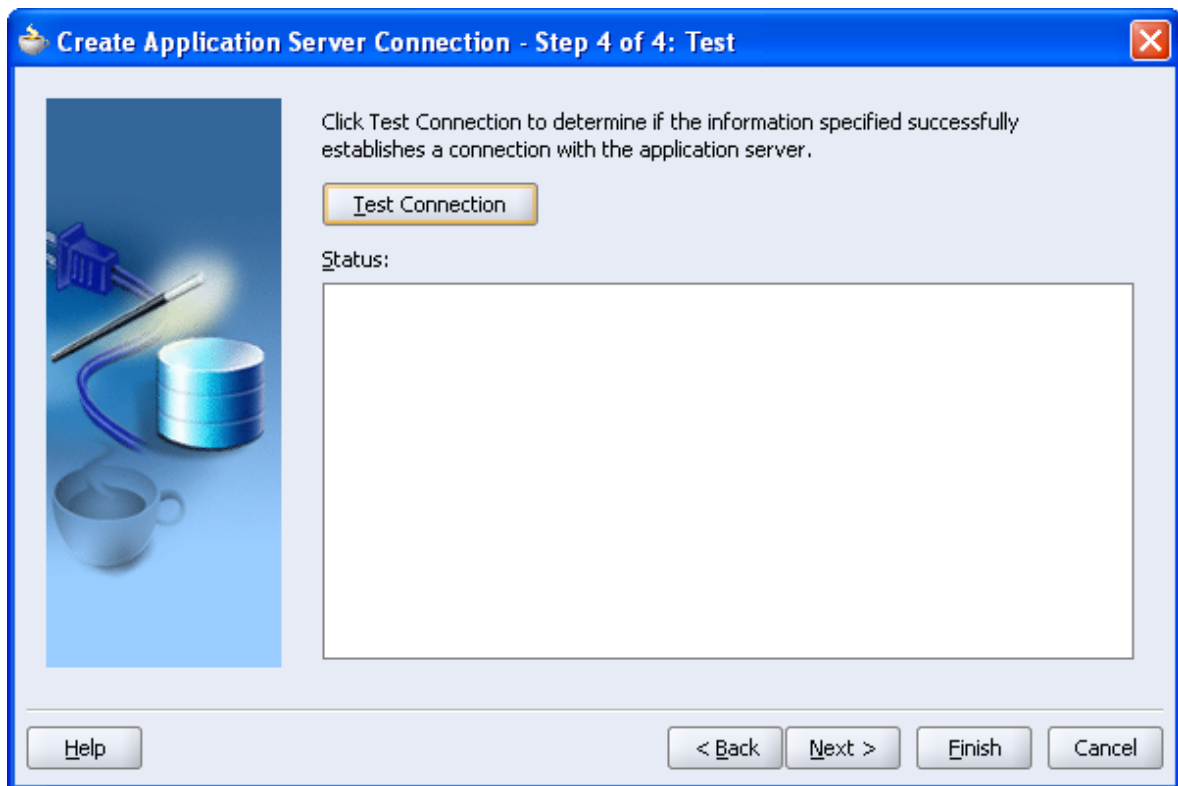 Create Application Server Connection - Step 4 of 4: Test
Click Test Connection to determine if the information specified successfully
establishes a connection with the application server.
Test Connection
Status:
Help
< Back
Next >
Finish
Cancel